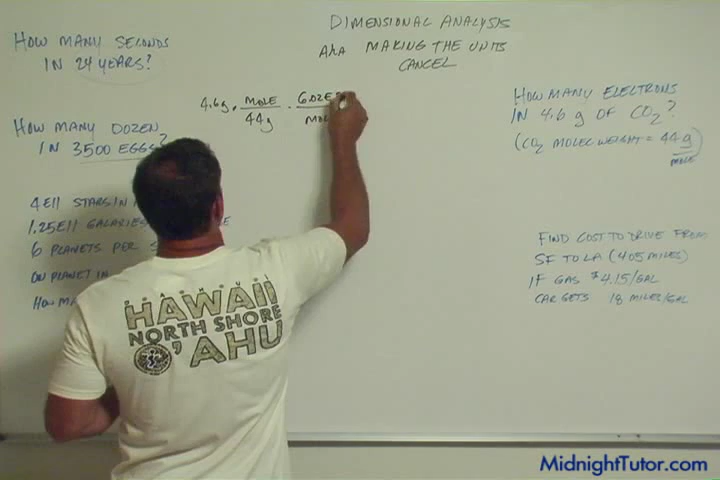 DIMENSIONAL ANALYSIS
AKA MAKING THE UNITS
CANCEL
HOW MANY SECONDS
IN 24 YEARS?
4.6g · MOLE · 6.02E
44g
HOW MANY DOZEN
IN 3500 EGGS?
4E11 STARS IN
1.25E11 GALAXIES
6 PLANETS PER
ON PLANET IN
HOW
HOW MANY ELECTRONS
IN 4.6 g OF CO2?
(CO2 MOLEC WEIGHT = 44 g)
MOLE
FIND COST TO DRIVE FROM
SF TO LA (405 MILES)
IF GAS $4.15/GAL
CAR GETS 18 MILES/GAL
HAWAII
NORTH SHORE
O'AHU
MidnightTutor.com